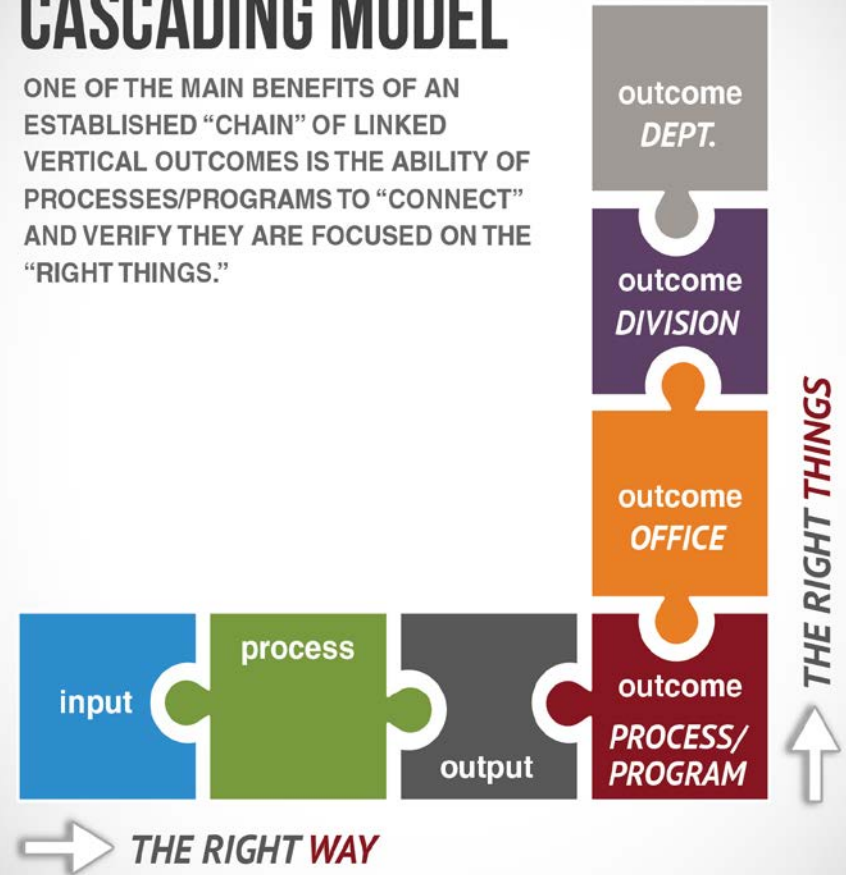 CASCADING MODEL
ONE OF THE MAIN BENEFITS OF AN
ESTABLISHED “CHAIN” OF LINKED
VERTICAL OUTCOMES IS THE ABILITY OF
PROCESSES/PROGRAMS TO “CONNECT”
AND VERIFY THEY ARE FOCUSED ON THE
“RIGHT THINGS.”
outcome
DEPT.
outcome
DIVISION
outcome
OFFICE
input
process
output
outcome
PROCESS/
PROGRAM
THE RIGHT THINGS
THE RIGHT WAY